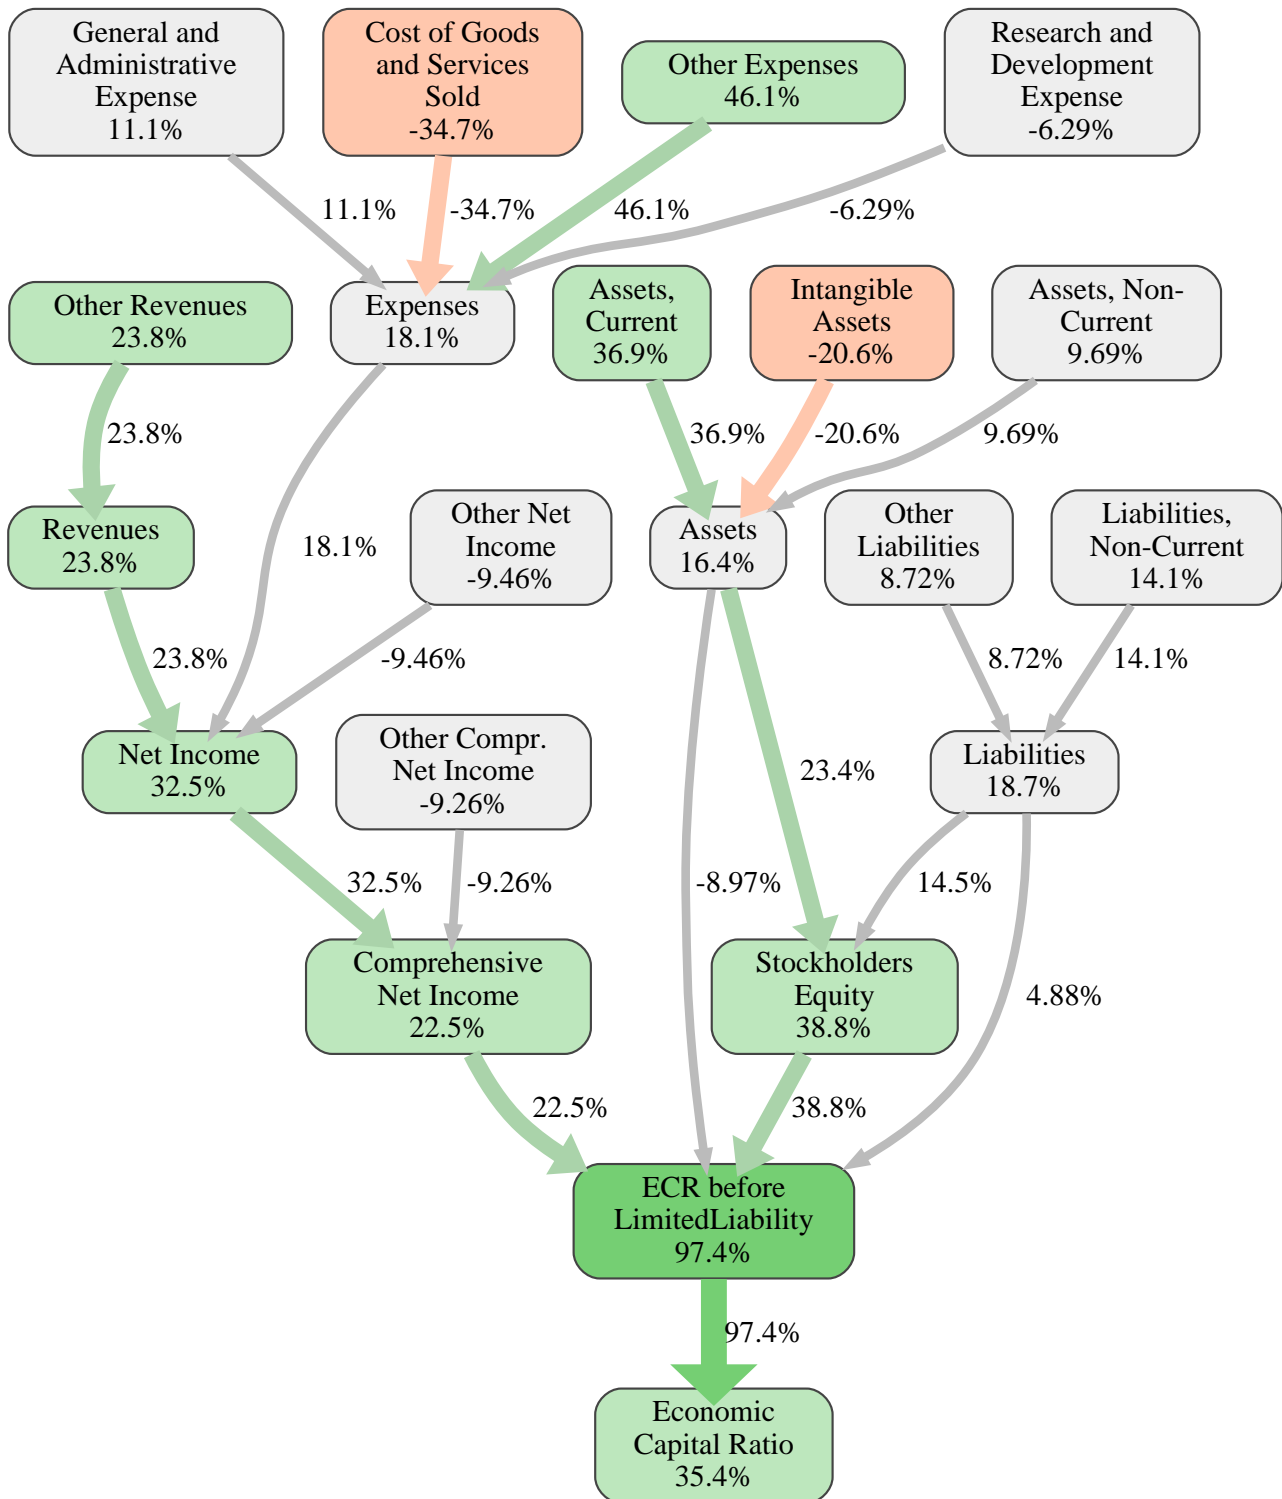 General and
Administrative
Expense
11.1%
Cost of Goods
and Services
Sold
-34.7%
Other Expenses
46.1%
Research and
Development
Expense
-6.29%
11.1%
-34.7%
46.1%
-6.29%
Other Revenues
23.8%
Expenses
18.1%
Assets,
Current
36.9%
Intangible
Assets
-20.6%
Assets, Non-
Current
9.69%
23.8%
36.9%
-20.6%
9.69%
Revenues
23.8%
18.1%
Other Net
Income
-9.46%
Assets
16.4%
Other
Liabilities
8.72%
Liabilities,
Non-Current
14.1%
23.8%
-9.46%
8.72%
14.1%
Net Income
32.5%
Other Compr.
Net Income
-9.26%
23.4%
Liabilities
18.7%
32.5%
-9.26%
-8.97%
14.5%
Comprehensive
Net Income
22.5%
Stockholders
Equity
38.8%
4.88%
22.5%
38.8%
ECR before
LimitedLiability
97.4%
97.4%
Economic
Capital Ratio
35.4%